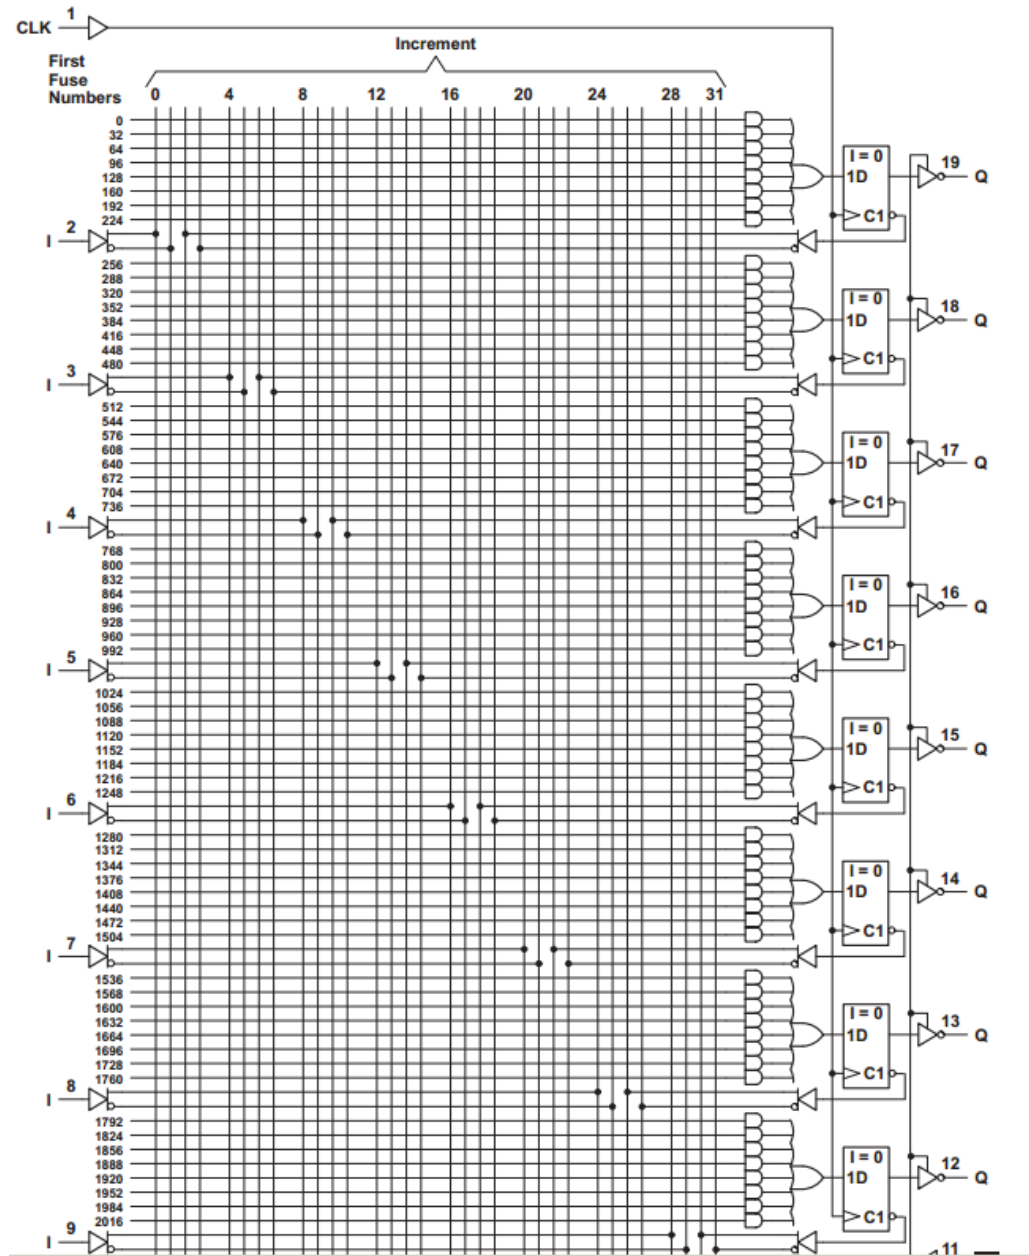 1
CLK
Increment
First
Fuse
Numbers
0 4 8 12 16 20 24 28 31
0
32
64
96
128
160
192
224
I = 0
1D
C1
19
Q
2
I
256
288
320
352
384
416
448
480
I = 0
1D
C1
18
Q
3
I
512
544
576
608
640
672
704
736
I = 0
1D
C1
17
Q
4
I
768
800
832
864
896
928
960
992
I = 0
1D
C1
16
Q
5
I
1024
1056
1088
1120
1152
1184
1216
1248
I = 0
1D
C1
15
Q
6
I
1280
1312
1344
1376
1408
1440
1472
1504
I = 0
1D
C1
14
Q
7
I
1536
1568
1600
1632
1664
1696
1728
1760
I = 0
1D
C1
13
Q
8
I
1792
1824
1856
1888
1920
1952
1984
2016
I = 0
1D
C1
12
Q
9
I
11